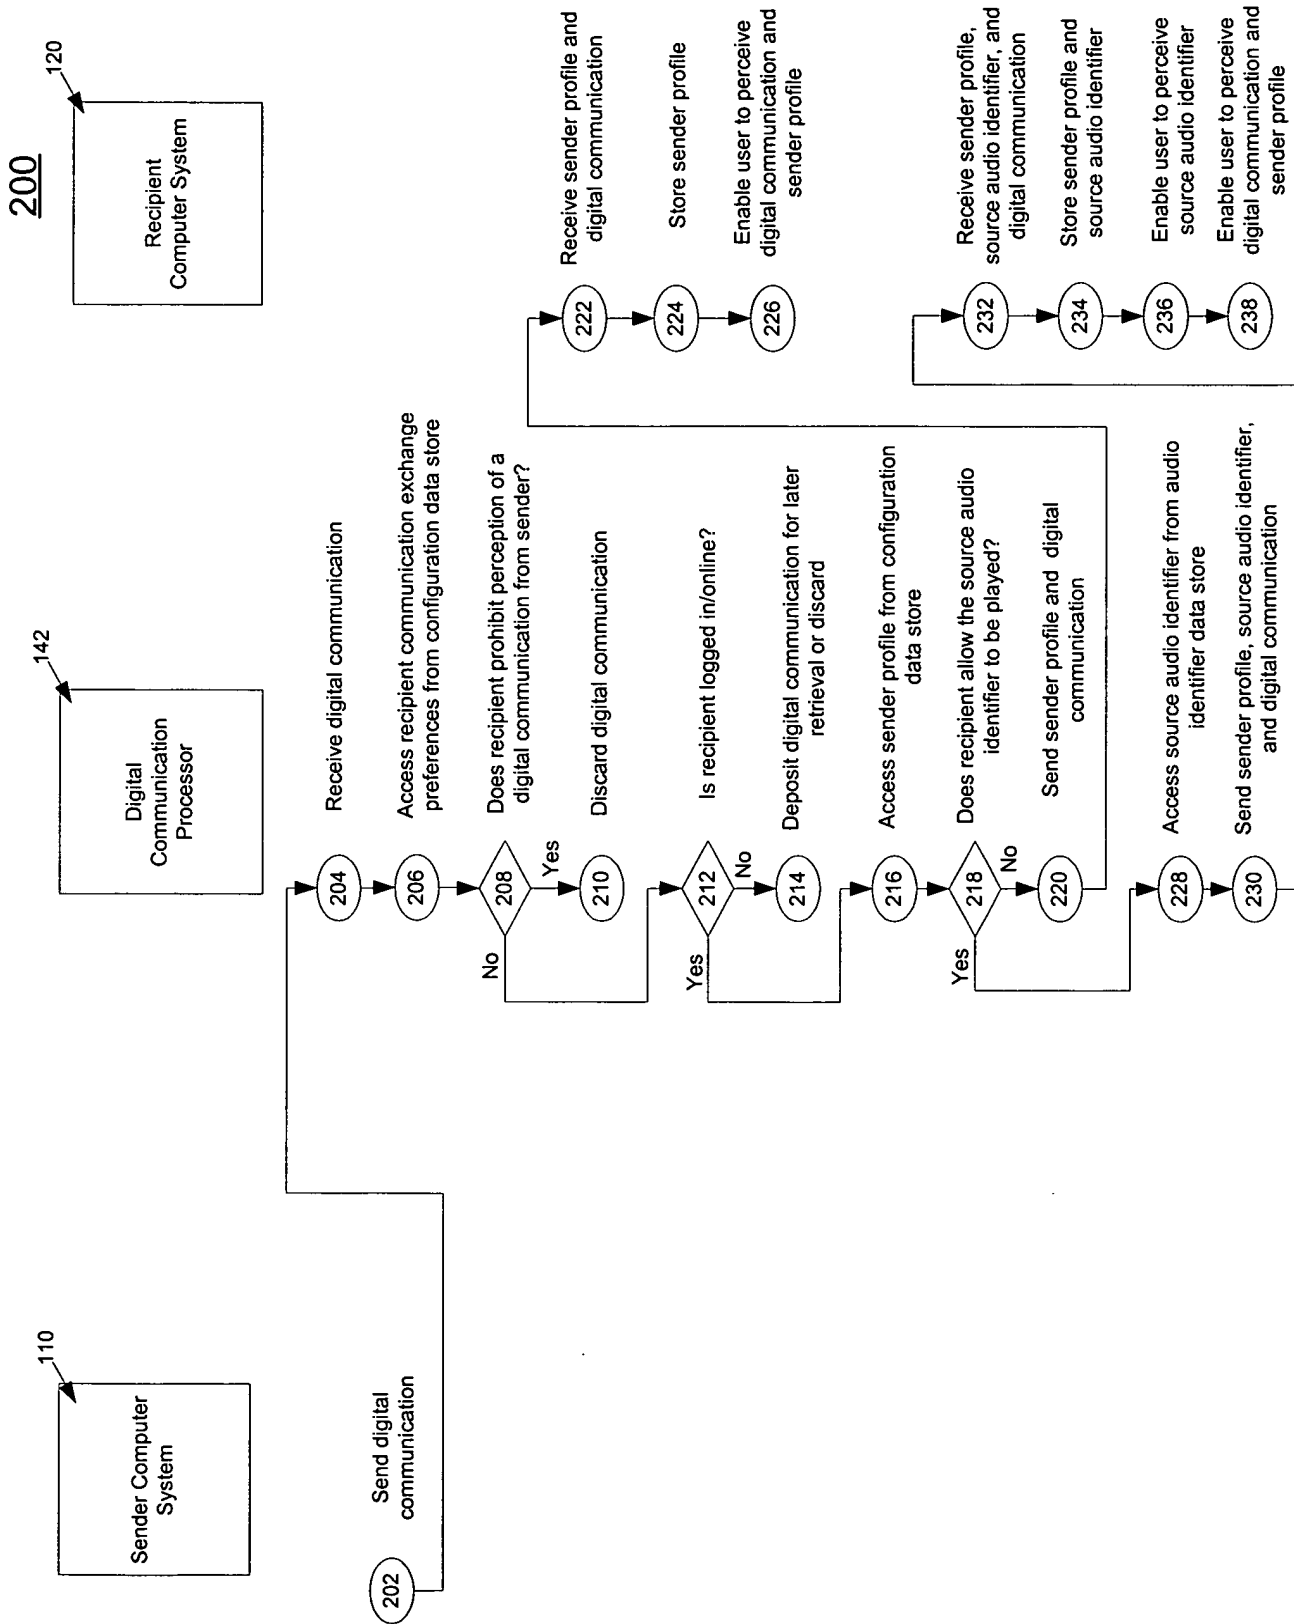 200
110
Sender Computer
System
142
Digital
Communication
Processor
120
Recipient
Computer System
202
Send digital
communication
204
Receive digital communication
206
Access recipient communication exchange
preferences from configuration data store
208
Does recipient prohibit perception of a
digital communication from sender?
No
Yes
210
Discard digital communication
212
Is recipient logged in/online?
Yes
No
214
Deposit digital communication for later
retrieval or discard
216
Access sender profile from configuration
data store
218
Does recipient allow the source audio
identifier to be played?
Yes
No
220
Send sender profile and digital
communication
222
Receive sender profile and
digital communication
224
Store sender profile
226
Enable user to perceive
digital communication and
sender profile
228
Access source audio identifier from audio
identifier data store
230
Send sender profile, source audio identifier,
and digital communication
232
Receive sender profile,
source audio identifier, and
digital communication
234
Store sender profile and
source audio identifier
236
Enable user to perceive
source audio identifier
238
Enable user to perceive
digital communication and
sender profile